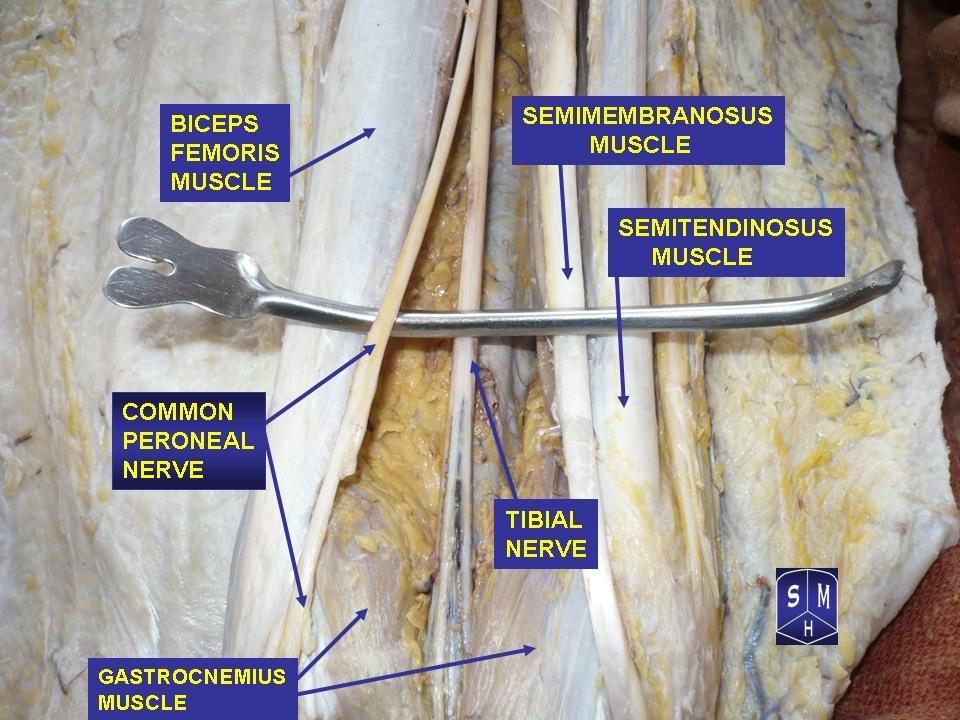 BICEPS
FEMORIS
MUSCLE
SEMIMEMBRANOSUS
MUSCLE
SEMITENDINOSUS
MUSCLE
COMMON
PERONEAL
NERVE
TIBIAL
NERVE
S M
H
GASTROCNEMIUS
MUSCLE